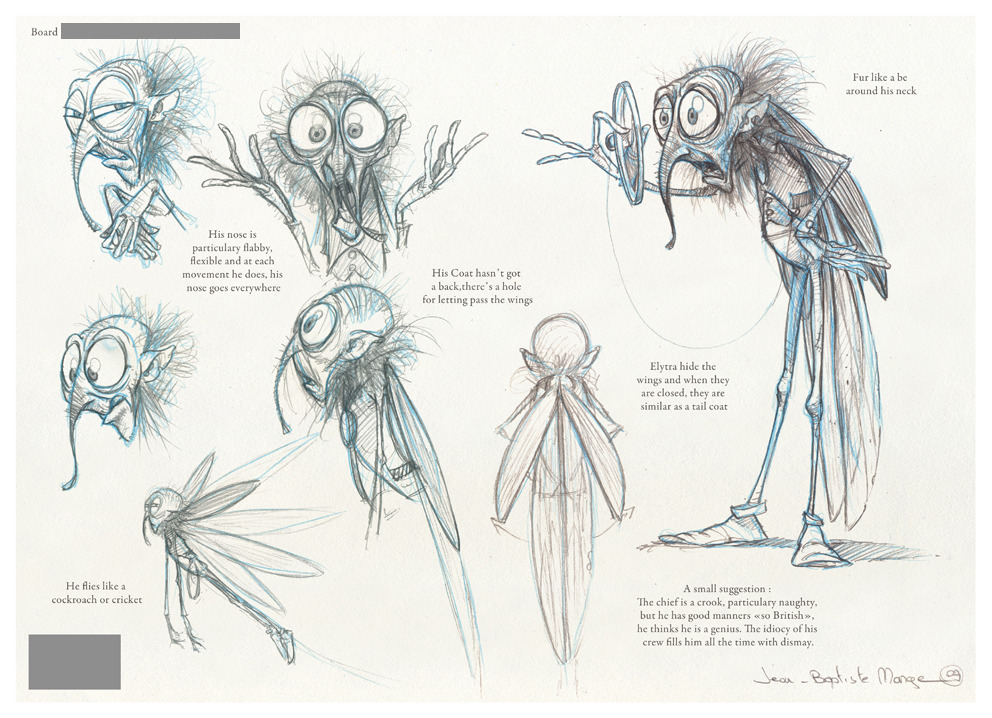 Board
Fur like a be
around his neck
His nose is
particulary flabby,
flexible and at each
movement he does, his
nose goes everywhere
His Coat hasn't got
a back,there's a hole
for letting pass the wings
Elytra hide the
wings and when they
are closed, they are
similar as a tail coat
He flies like a
cockroach or cricket
A small suggestion :
The chief is a crook, particulary naughty,
but he has good manners «so British»,
he thinks he is a genius. The idiocy of his
crew fills him all the time with dismay.
Jean-Baptiste Monge 09